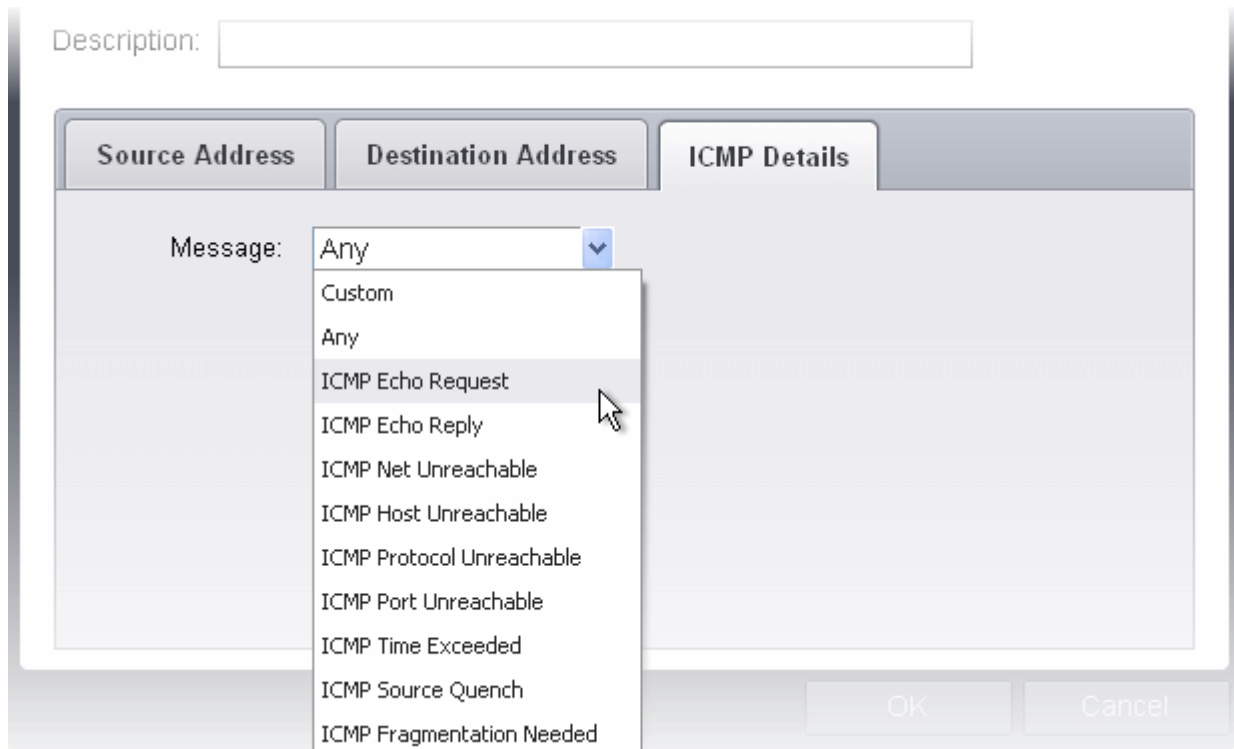 Description:
Source Address Destination Address ICMP Details
Message: Any
Custom
Any
ICMP Echo Request
ICMP Echo Reply
ICMP Net Unreachable
ICMP Host Unreachable
ICMP Protocol Unreachable
ICMP Port Unreachable
ICMP Time Exceeded
ICMP Source Quench
OK Cancel
ICMP Fragmentation Needed